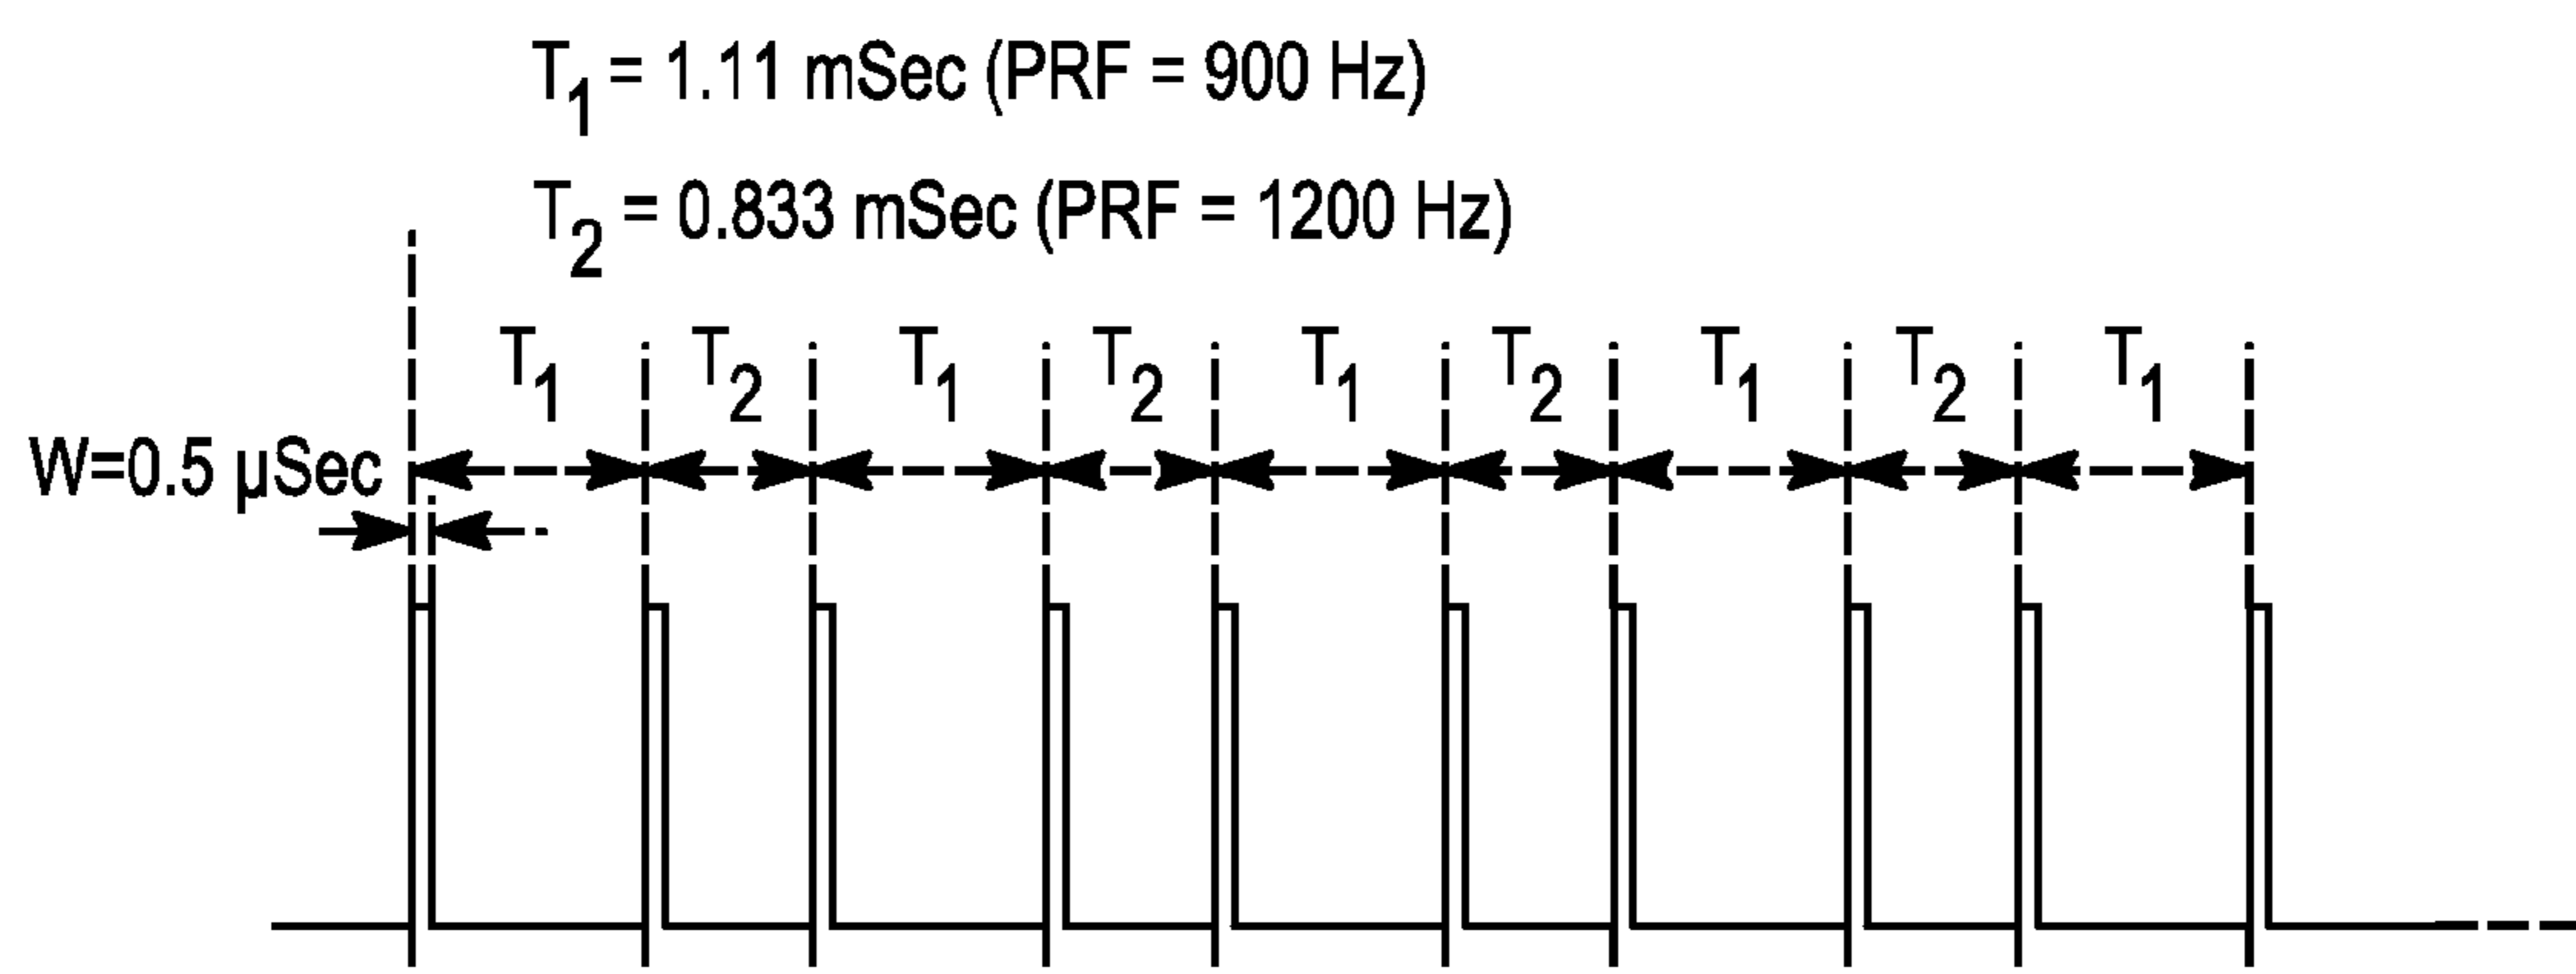 T₁ = 1.11 mSec (PRF = 900 Hz)
T₂ = 0.833 mSec (PRF = 1200 Hz)
T₁ T₂ T₁ T₂ T₁ T₂ T₁ T₂ T₁
W=0.5 µSec